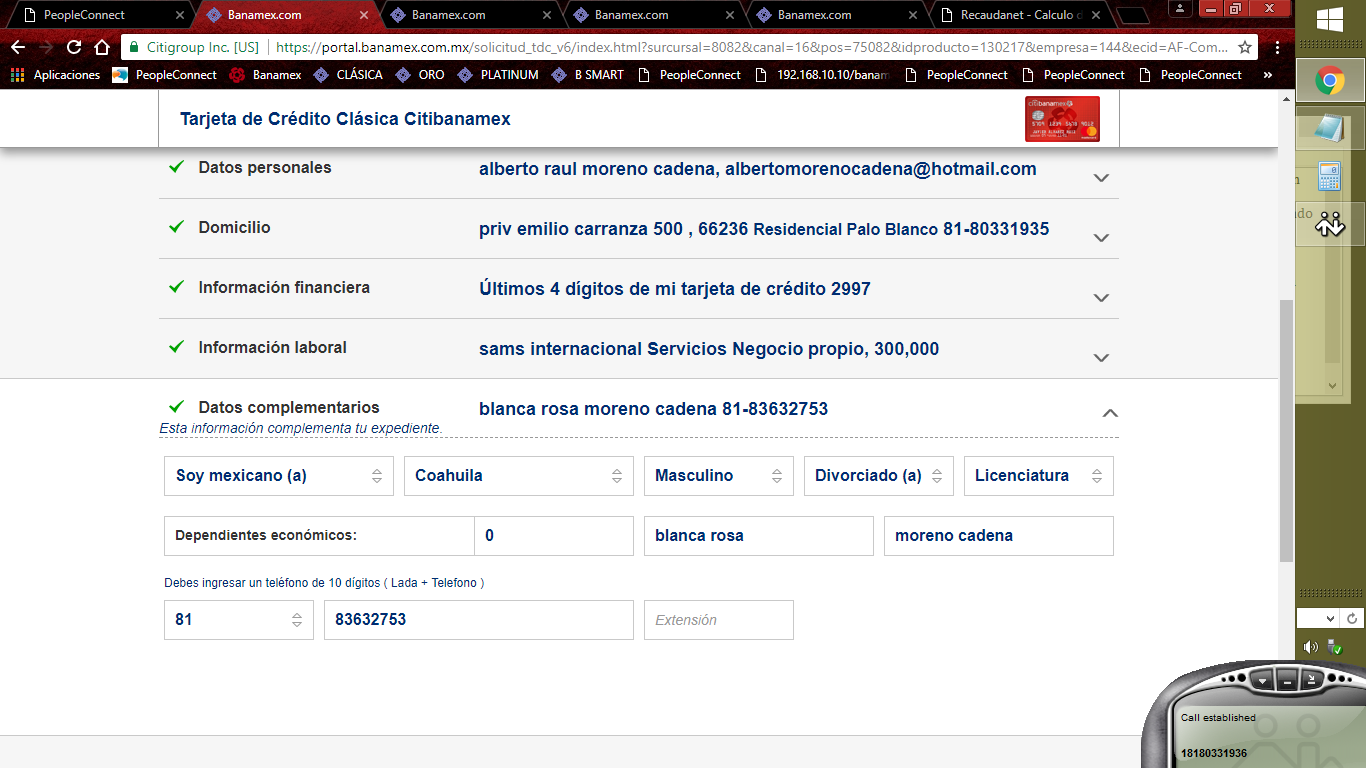 PeopleConnect
Banamex.com
Banamex.com
Banamex.com
Banamex.com
Recaudanet - Calculo
Citigroup Inc. [US] https://portal.banamex.com.mx/solicitud_tdc_v6/index.html?surcursal=8082&canal=16&pos=75082&idproducto=130217&empresa=144&ecid=AF-Com...
Aplicaciones PeopleConnect Banamex CLÁSICA ORO PLATINUM B SMART PeopleConnect 192.168.10.10/banam PeopleConnect PeopleConnect PeopleConnect »
Tarjeta de Crédito Clásica Citibanamex
citibanamex
Datos personales alberto raul moreno cadena, albertomorenocadena@hotmail.com
Domicilio priv emilio carranza 500 , 66236 Residencial Palo Blanco 81-80331935
Información financiera Últimos 4 dígitos de mi tarjeta de crédito 2997
Información laboral sams internacional Servicios Negocio propio, 300,000
Datos complementarios blanca rosa moreno cadena 81-83632753
Esta información complementa tu expediente.
Soy mexicano (a) Coahuila Masculino Divorciado (a) Licenciatura
Dependientes económicos: 0 blanca rosa moreno cadena
Debes ingresar un teléfono de 10 dígitos ( Lada + Telefono )
81 83632753 Extensión
Call established
18180331936